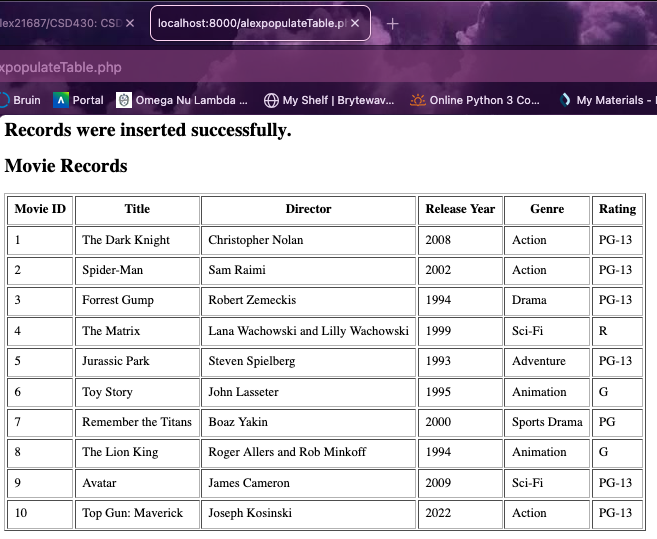 lex21687/CSD430: CSD
localhost:8000/alexpopulateTable.p
xpopulateTable.php
Bruin Portal Omega Nu Lambda ... My Shelf | Brytewav... Online Python 3 Co... My Materials -
Records were inserted successfully.
Movie Records
Movie ID Title Director Release Year Genre Rating
1 The Dark Knight Christopher Nolan 2008 Action PG-13
2 Spider-Man Sam Raimi 2002 Action PG-13
3 Forrest Gump Robert Zemeckis 1994 Drama PG-13
4 The Matrix Lana Wachowski and Lilly Wachowski 1999 Sci-Fi R
5 Jurassic Park Steven Spielberg 1993 Adventure PG-13
6 Toy Story John Lasseter 1995 Animation G
7 Remember the Titans Boaz Yakin 2000 Sports Drama PG
8 The Lion King Roger Allers and Rob Minkoff 1994 Animation G
9 Avatar James Cameron 2009 Sci-Fi PG-13
10 Top Gun: Maverick Joseph Kosinski 2022 Action PG-13